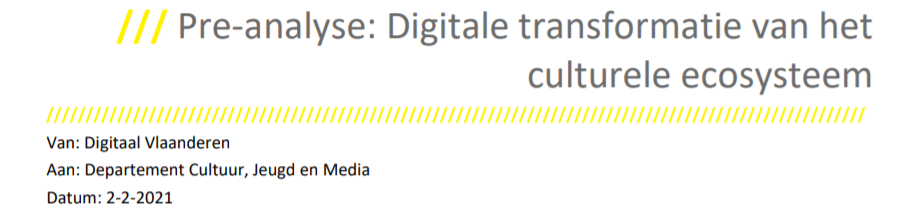 /// Pre-analyse: Digitale transformatie van het
culturele ecosysteem
////////////////////////////////////////////////////////////////////////////////////////////////////////
Van: Digitaal Vlaanderen
Aan: Departement Cultuur, Jeugd en Media
Datum: 2-2-2021